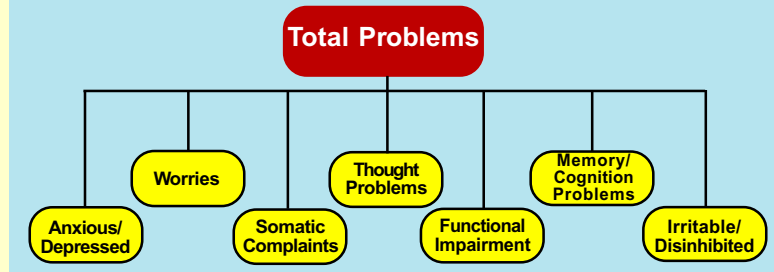 Total Problems
Anxious/
Depressed
Worries
Somatic
Complaints
Thought
Problems
Functional
Impairment
Memory/
Cognition
Problems
Irritable/
Disinhibited